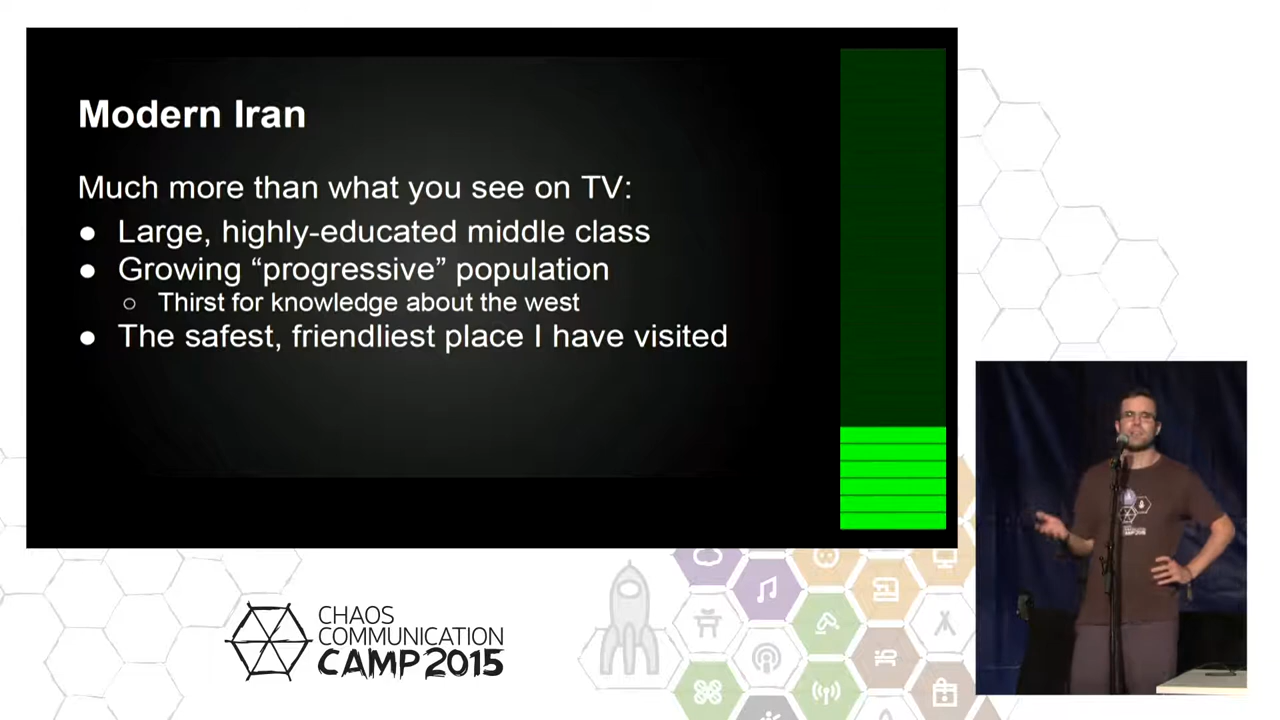 Modern Iran
Much more than what you see on TV:
● Large, highly-educated middle class
● Growing “progressive” population
○ Thirst for knowledge about the west
● The safest, friendliest place I have visited
CHAOS
COMMUNICATION
CAMP 2015